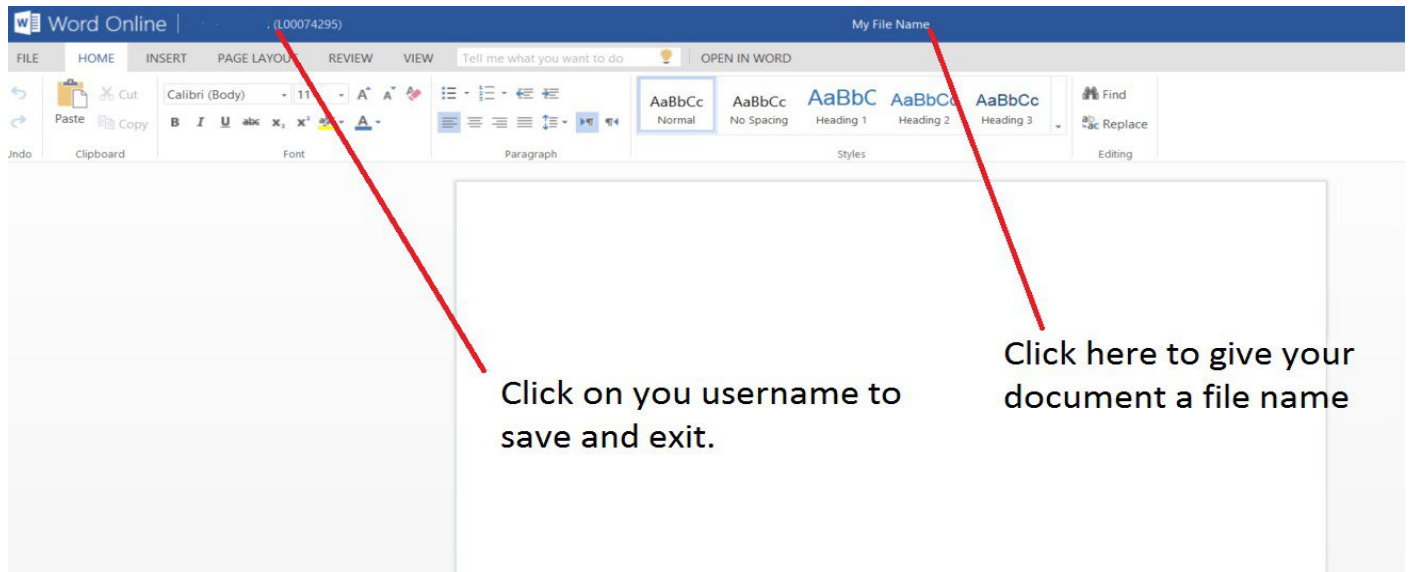 Word Online | (L00074295) My File Name
FILE HOME INSERT PAGE LAYOUT REVIEW VIEW Tell me what you want to do OPEN IN WORD
Cut Calibri (Body) 11 A A AaBbCc AaBbCc AaBbC AaBbCc AaBbCc Find
Paste Copy B I U abc x₂ x² A Normal No Spacing Heading 1 Heading 2 Heading 3 Replace
Undo Clipboard Font Paragraph Styles Editing
Click here to give your
document a file name
Click on you username to
save and exit.